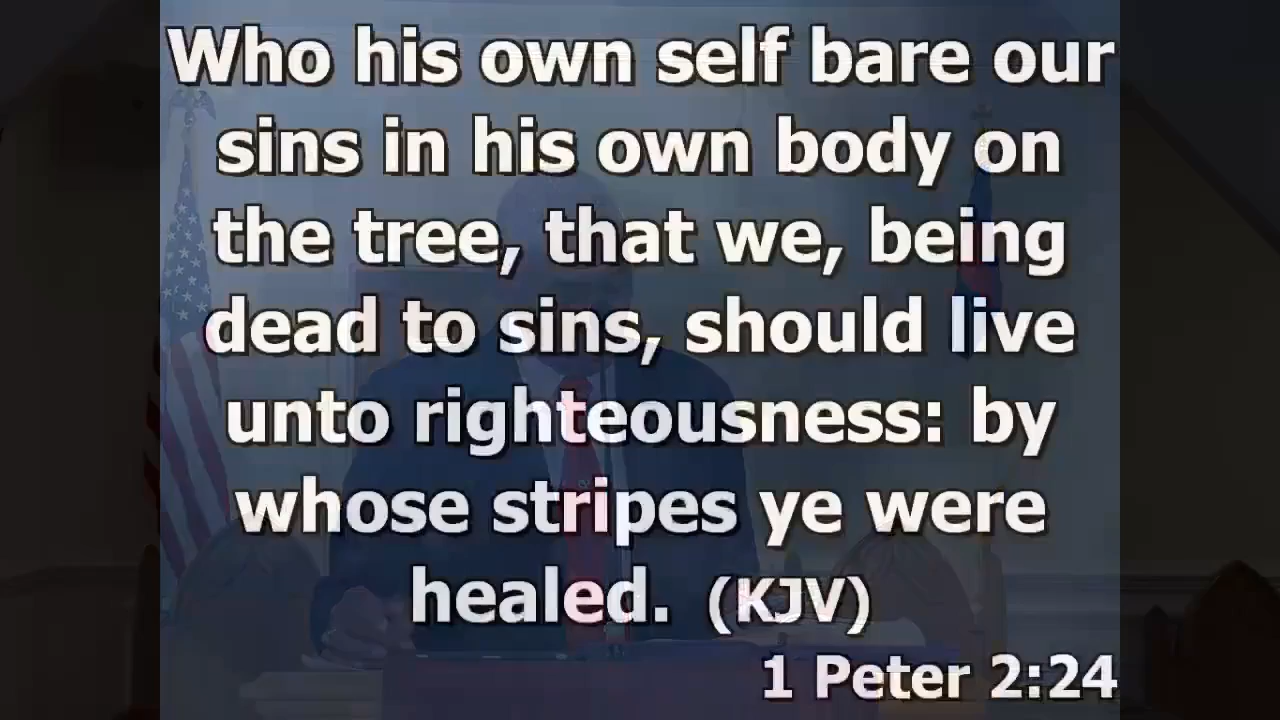 Who his own self bare our
sins in his own body on
the tree, that we, being
dead to sins, should live
unto righteousness: by
whose stripes ye were
healed. (KJV)
1 Peter 2:24